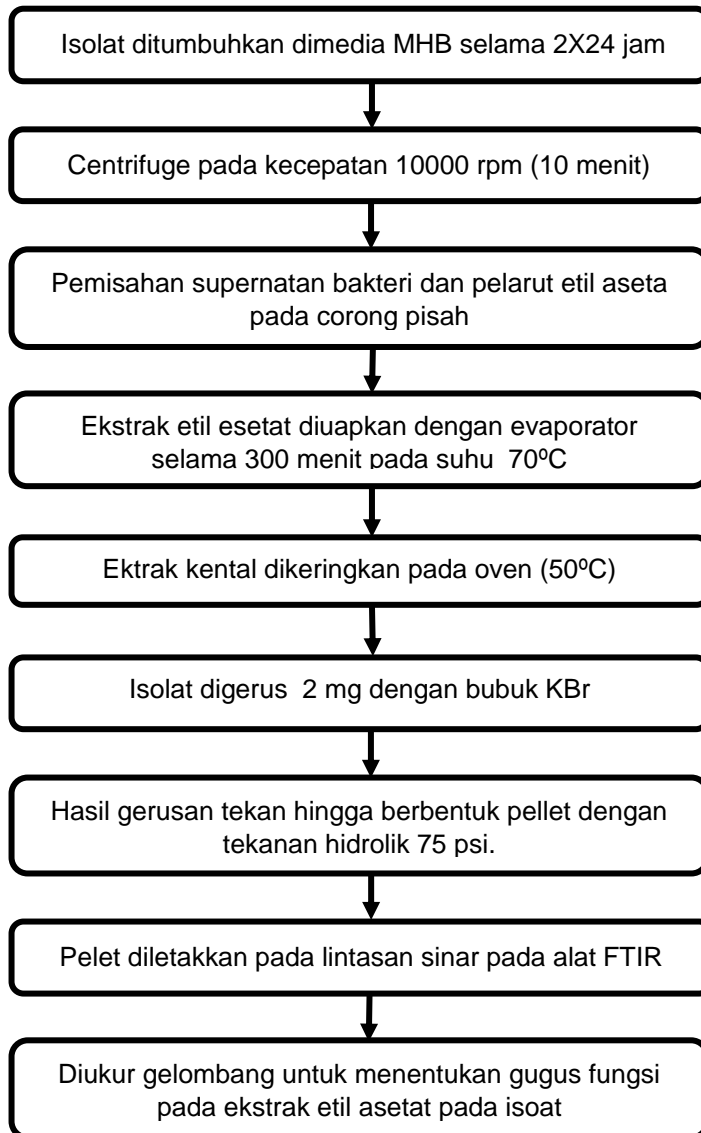 Isolat ditumbuhkan dimedia MHB selama 2X24 jam
Centrifuge pada kecepatan 10000 rpm (10 menit)
Pemisahan supernatan bakteri dan pelarut etil aseta
pada corong pisah
Ekstrak etil esetat diuapkan dengan evaporator
selama 300 menit pada suhu 70ºC
Ektrak kental dikeringkan pada oven (50ºC)
Isolat digerus 2 mg dengan bubuk KBr
Hasil gerusan tekan hingga berbentuk pellet dengan
tekanan hidrolik 75 psi.
Pelet diletakkan pada lintasan sinar pada alat FTIR
Diukur gelombang untuk menentukan gugus fungsi
pada ekstrak etil asetat pada isoat